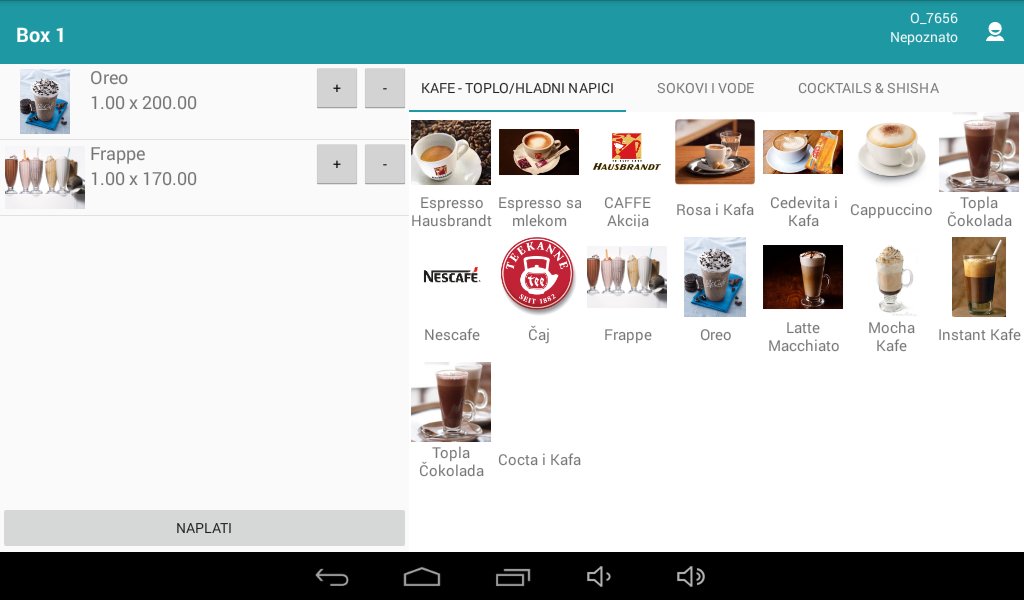 Box 1
O_7656
Nepoznato
Oreo
1.00 x 200.00
+ -
Frappe
1.00 x 170.00
+ -
NAPLATI
KAFE - TOPLO/HLADNI NAPICI
SOKOVI I VODE
COCKTAILS & SHISHA
HAUSBRANDT
Espresso
Hausbrandt
Espresso sa
mlekom
CAFFE
Akcija
Rosa i Kafa
Cedevita i
Kafa
Cappuccino
Topla
Čokolada
NESCAFÉ
TEEKANNE
TEE
SEIT 1882
Nescafe
Čaj
Frappe
Oreo
Latte
Macchiato
Mocha
Kafe
Instant Kafe
Topla
Čokolada
Cocta i Kafa